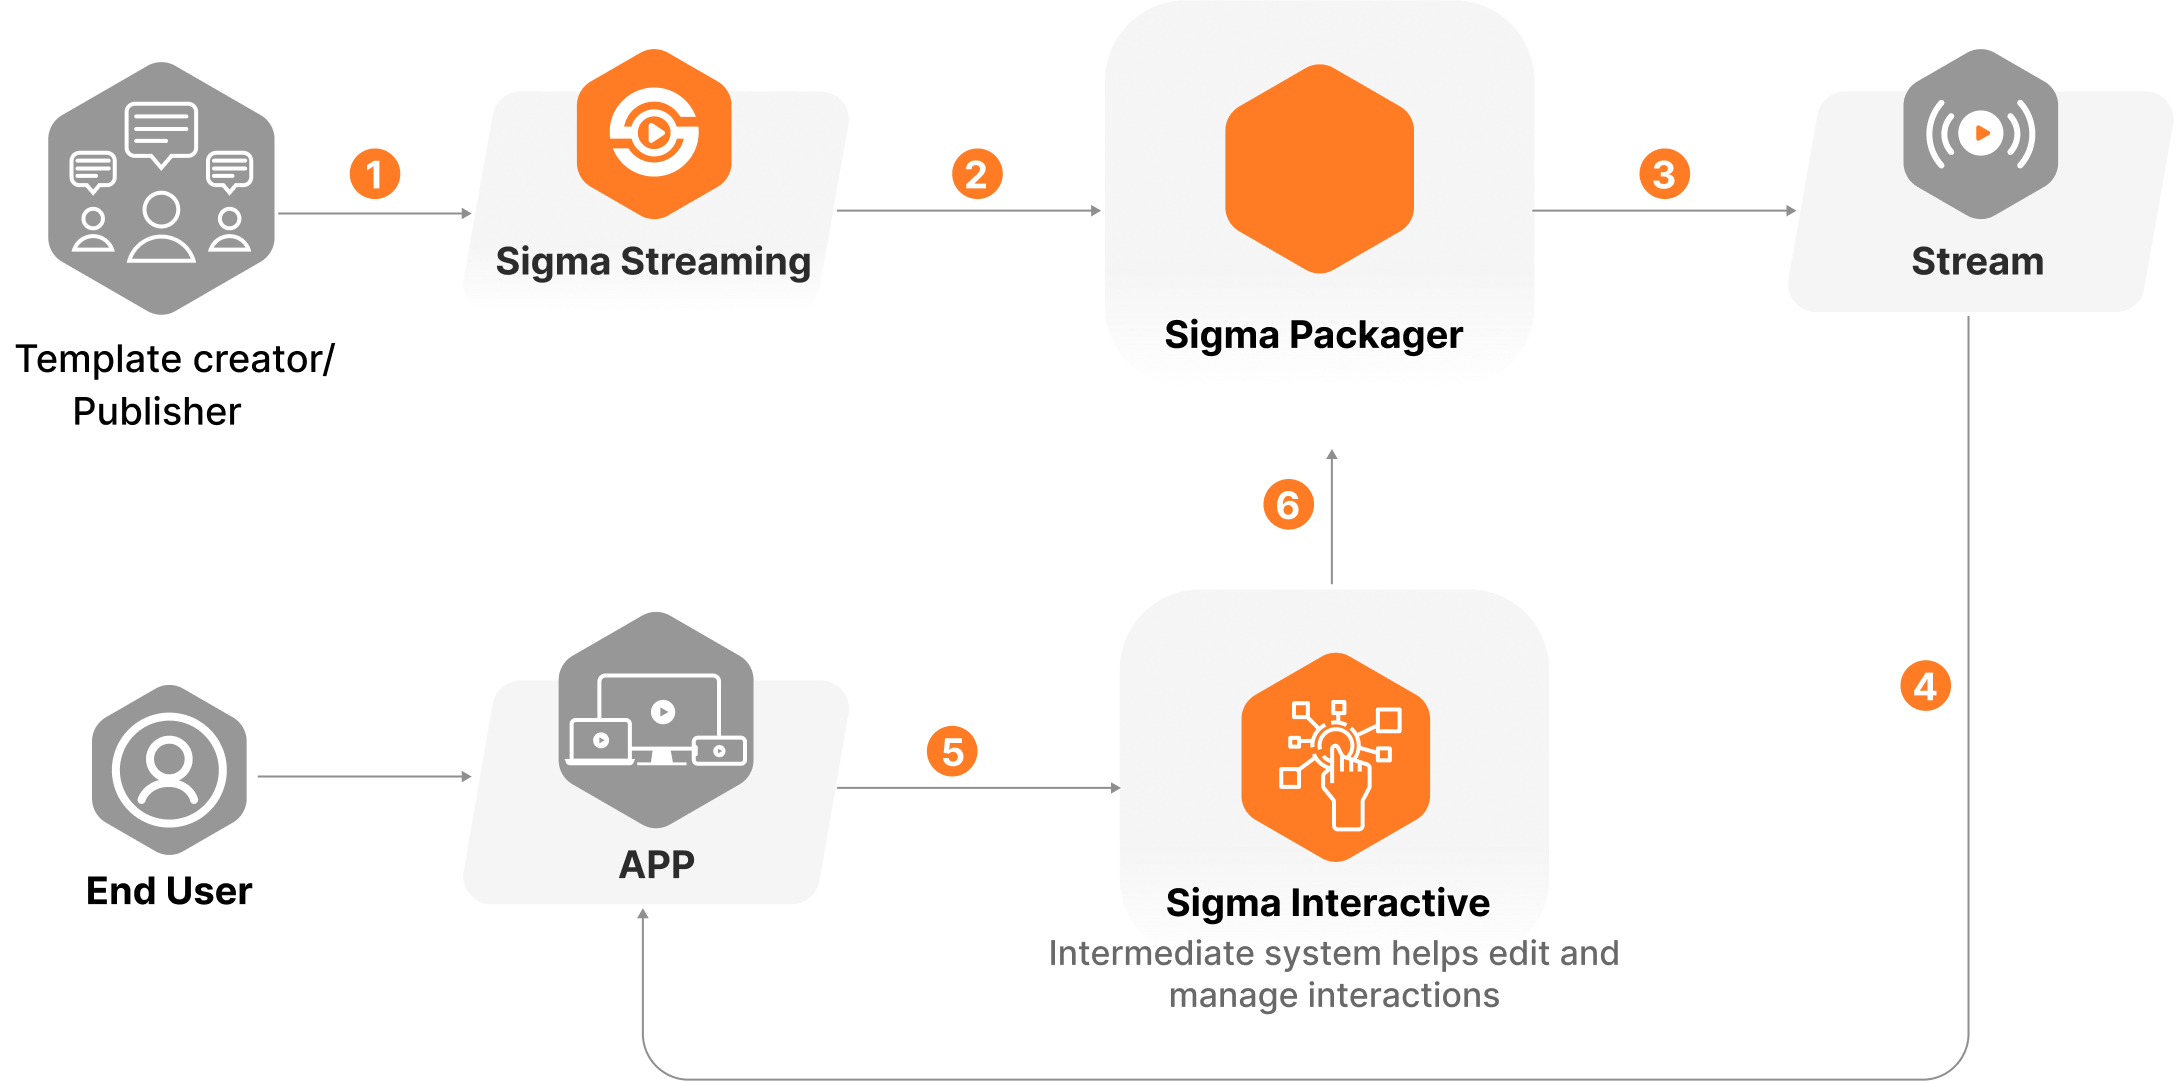 1
2
3
Sigma Streaming
Stream
Sigma Packager
Template creator/
Publisher
6
4
5
APP
End User
Sigma Interactive
Intermediate system helps edit and
manage interactions